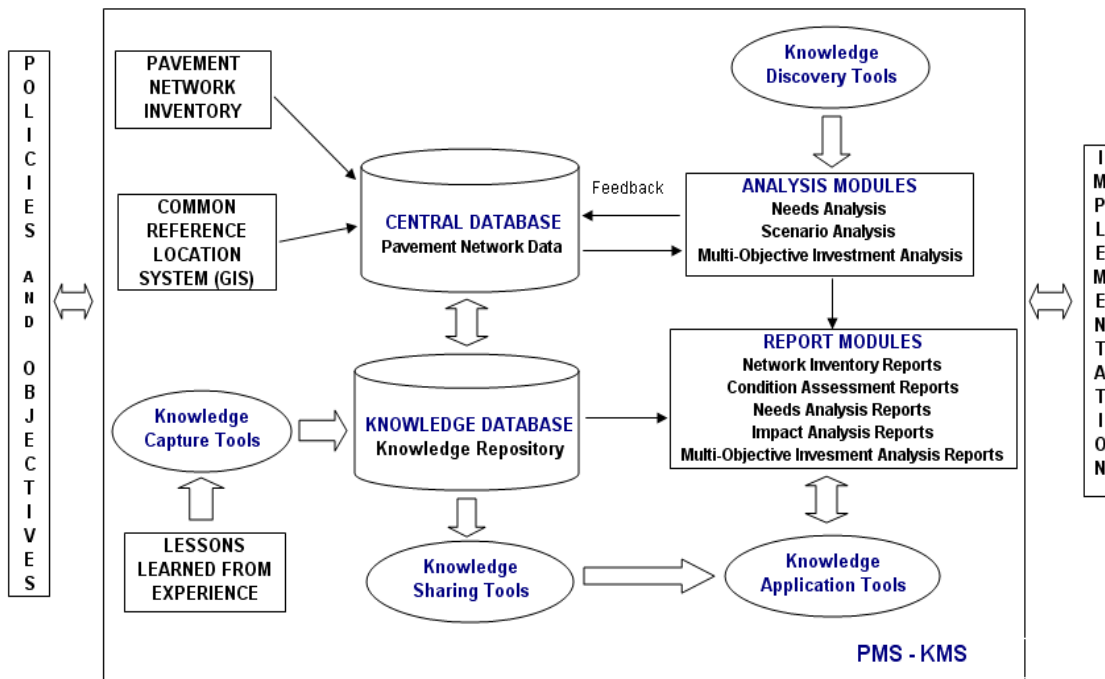 POLICIES AND OBJECTIVES
PAVEMENT
NETWORK
INVENTORY
COMMON
REFERENCE
LOCATION
SYSTEM (GIS)
Knowledge
Capture Tools
LESSONS
LEARNED FROM
EXPERIENCE
CENTRAL DATABASE
Pavement Network Data
KNOWLEDGE DATABASE
Knowledge Repository
Knowledge
Sharing Tools
Feedback
Knowledge
Discovery Tools
ANALYSIS MODULES
Needs Analysis
Scenario Analysis
Multi-Objective Investment Analysis
REPORT MODULES
Network Inventory Reports
Condition Assessment Reports
Needs Analysis Reports
Impact Analysis Reports
Multi-Objective Invesment Analysis Reports
Knowledge
Application Tools
PMS - KMS
IMPLEMENTATION